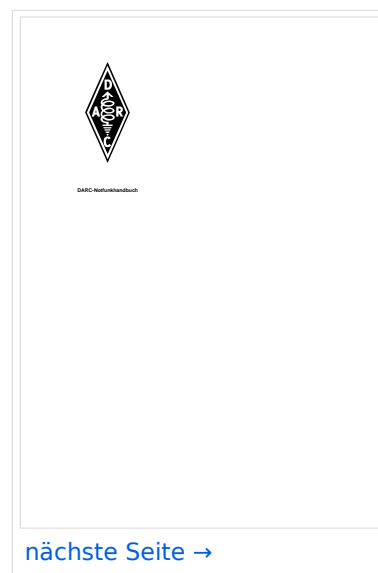 D
A R
C
DARC-Notfunkhandbuch
nächste Seite →